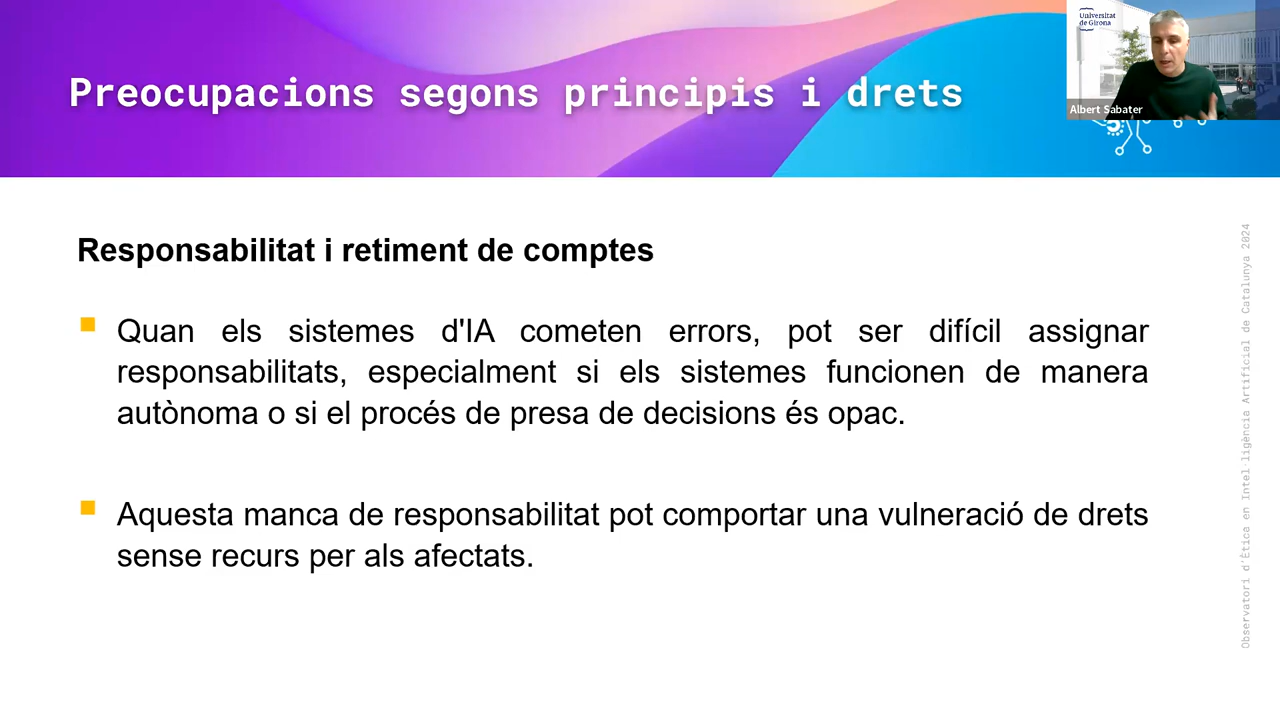 Preocupacions segons principis i drets
Universitat
de Girona
Albert Sabater
Responsabilitat i retiment de comptes
Quan els sistemes d'IA cometen errors, pot ser difícil assignar
responsabilitats, especialment si els sistemes funcionen de manera
autònoma o si el procés de presa de decisions és opac.
Aquesta manca de responsabilitat pot comportar una vulneració de drets
sense recurs per als afectats.
Observatori d'Ètica en Intel·ligència Artificial de Catalunya 2024